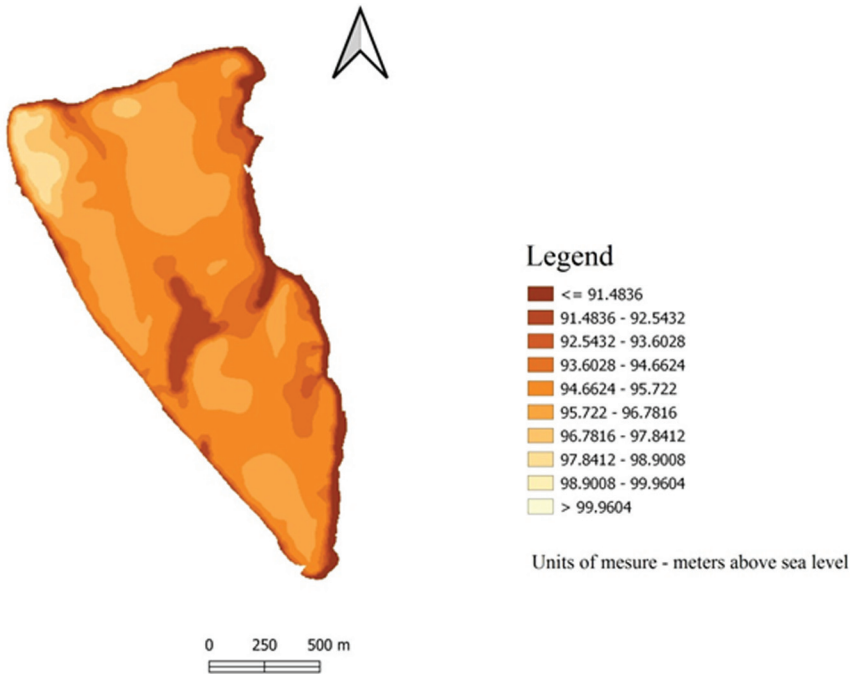 Legend
<= 91.4836
91.4836 - 92.5432
92.5432 - 93.6028
93.6028 - 94.6624
94.6624 - 95.722
95.722 - 96.7816
96.7816 - 97.8412
97.8412 - 98.9008
98.9008 - 99.9604
> 99.9604
Units of mesure - meters above sea level
0 250 500 m